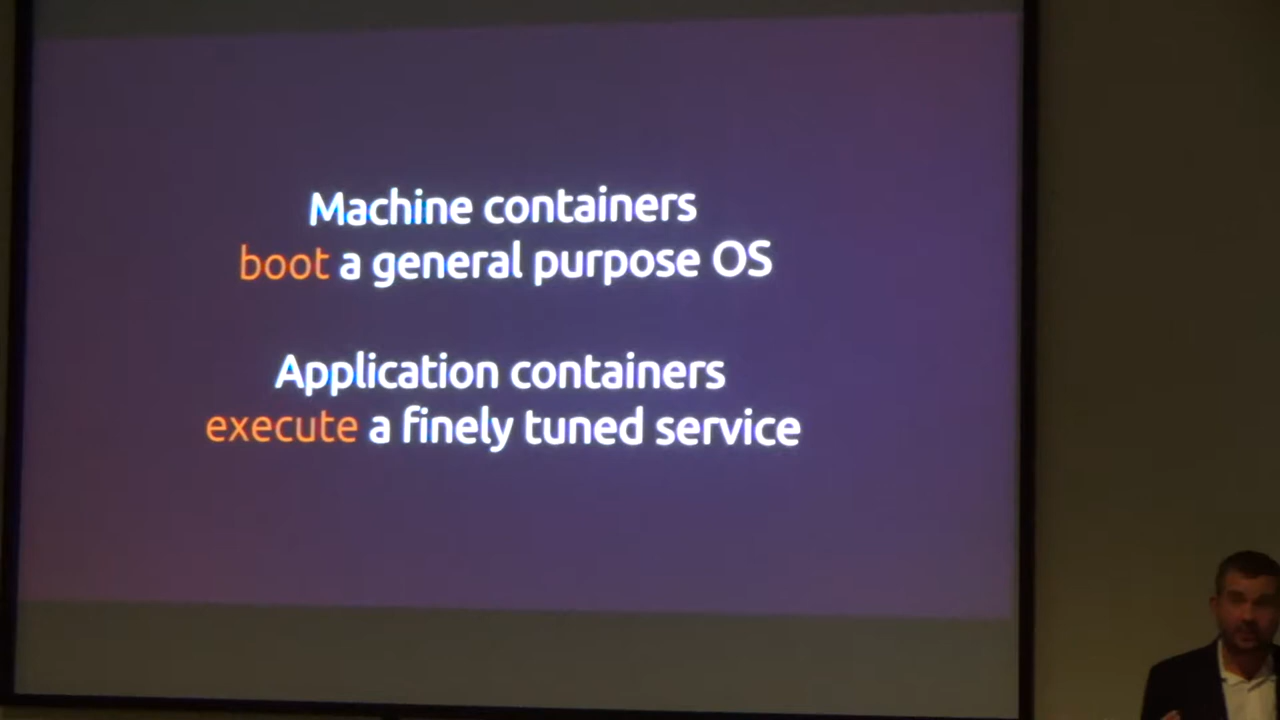 Machine containers
boot a general purpose OS
Application containers
execute a finely tuned service